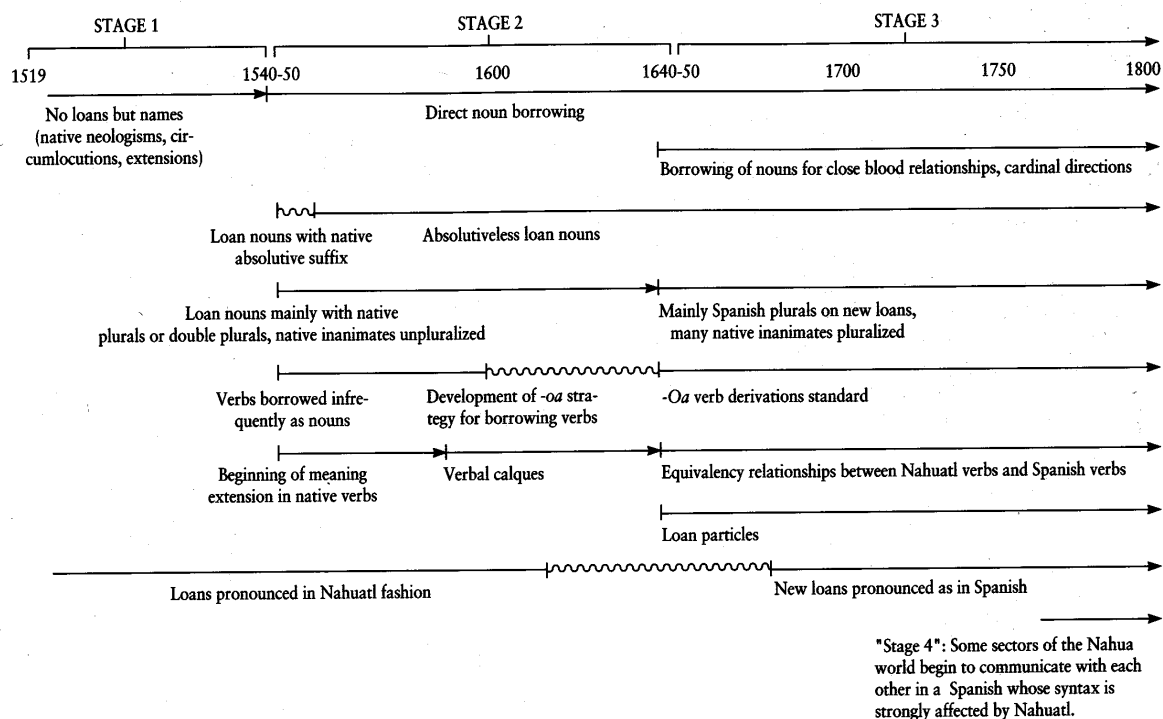 STAGE 1
STAGE 2
STAGE 3
1519
1540-50
1600
1640-50
1700
1750
1800
No loans but names
(native neologisms, cir-
cumlocutions, extensions)
Direct noun borrowing
Borrowing of nouns for close blood relationships, cardinal directions
Loan nouns with native
absolutive suffix
Absolutiveless loan nouns
Loan nouns mainly with native
plurals or double plurals, native inanimates unpluralized
Mainly Spanish plurals on new loans,
many native inanimates pluralized
Verbs borrowed infre-
quently as nouns
Development of -oa stra-
tegy for borrowing verbs
-Oa verb derivations standard
Beginning of meaning
extension in native verbs
Verbal calques
Equivalency relationships between Nahuatl verbs and Spanish verbs
Loan particles
Loans pronounced in Nahuatl fashion
New loans pronounced as in Spanish
"Stage 4": Some sectors of the Nahua
world begin to communicate with each
other in a Spanish whose syntax is
strongly affected by Nahuatl.